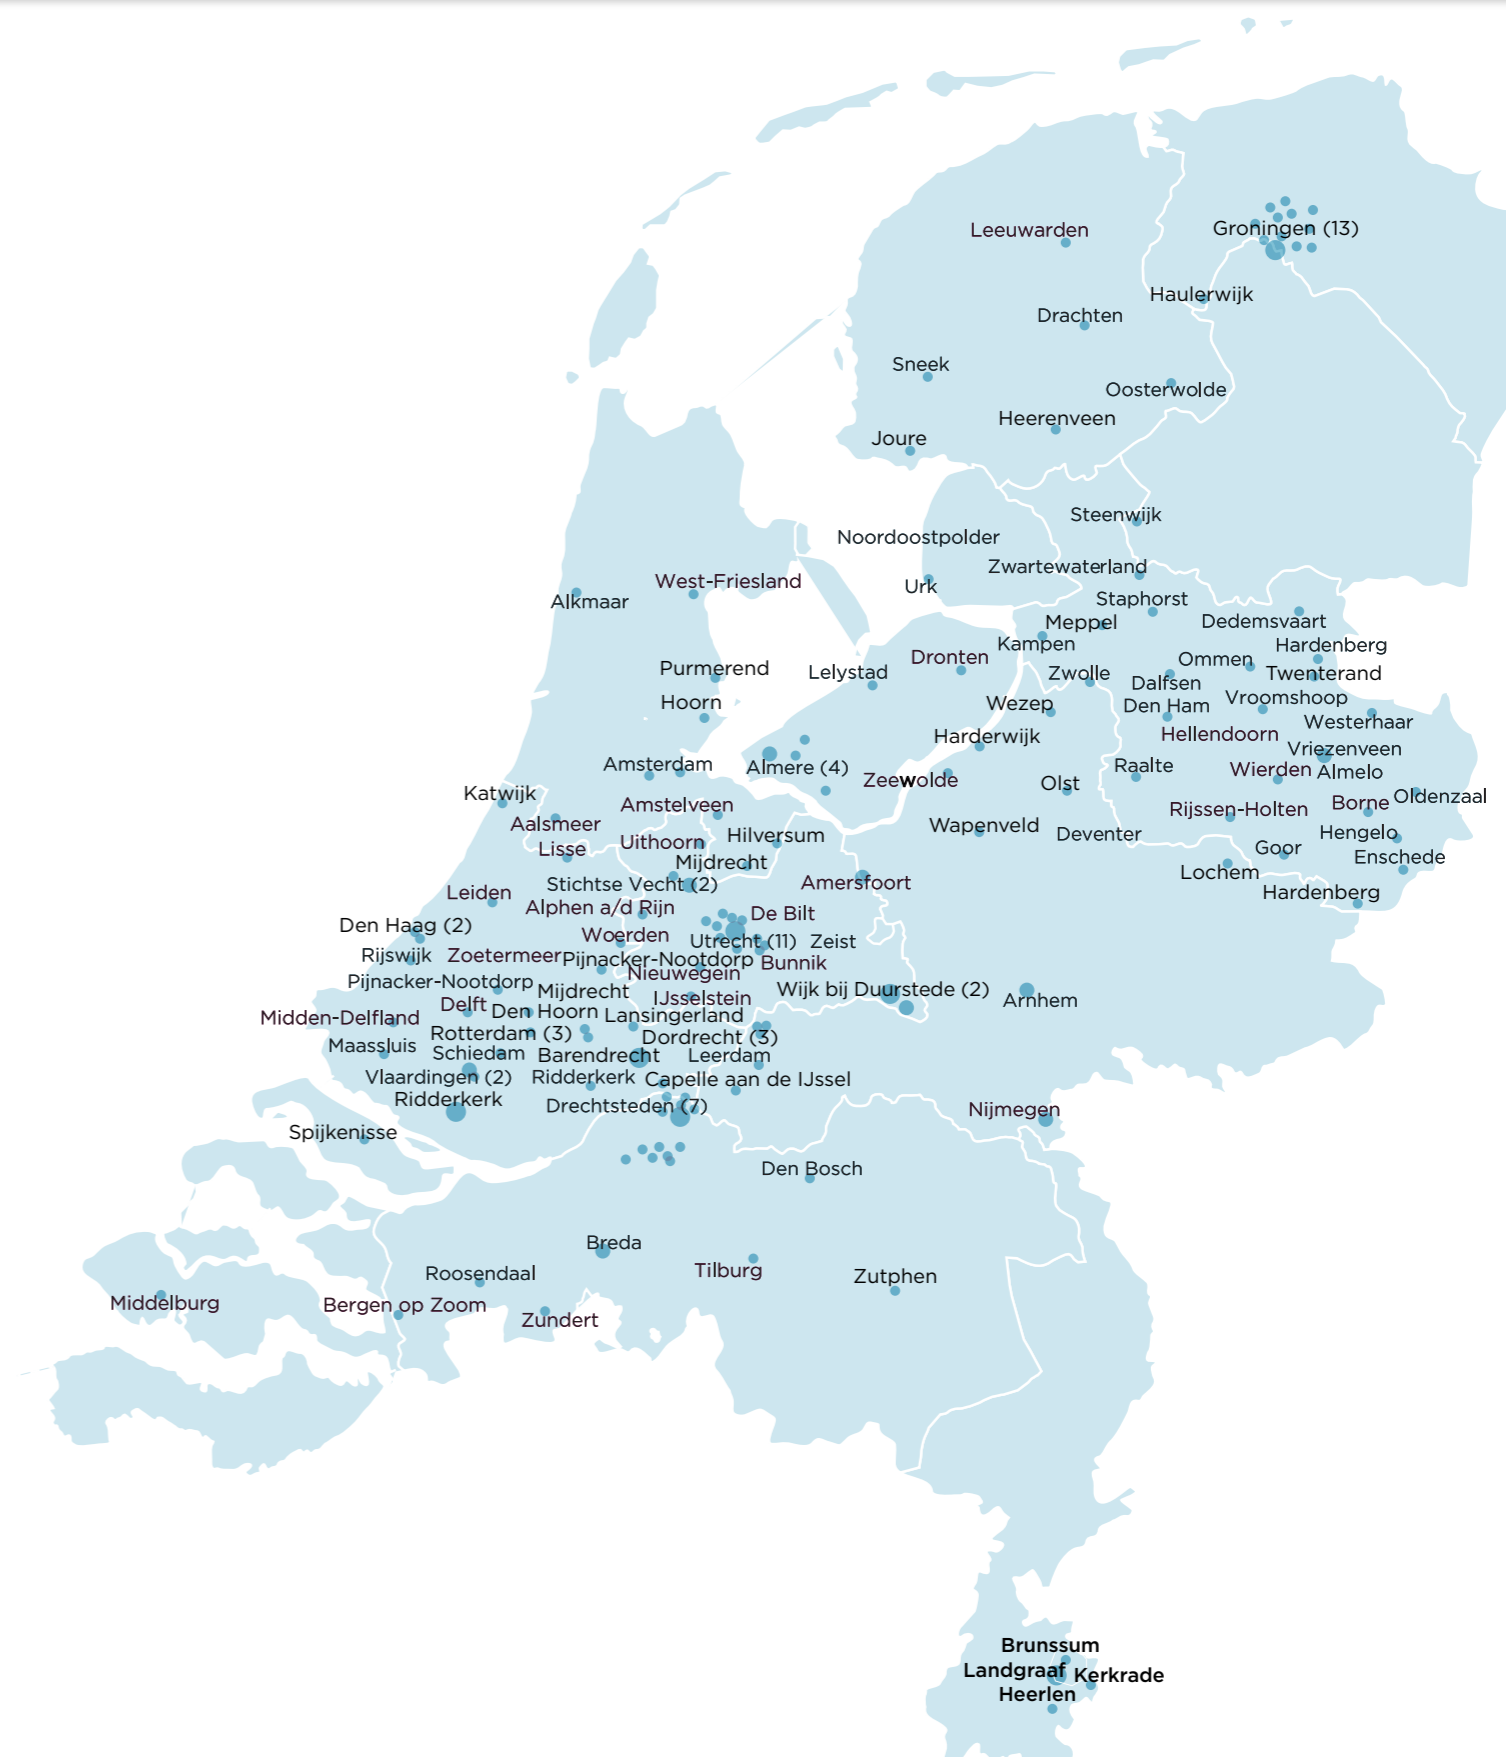 Leeuwarden
Groningen (13)
Haulerwijk
Drachten
Sneek
Oosterwolde
Heerenveen
Joure
Steenwijk
Noordoostpolder
Zwartewaterland
West-Friesland
Urk
Alkmaar
Staphorst
Meppel
Dedemsvaart
Kampen
Hardenberg
Dronten
Ommen
Purmerend
Lelystad
Zwolle
Twenterand
Dalfsen
Hoorn
Wezep
Den Ham
Vroomshoop
Westerhaar
Harderwijk
Hellendoorn
Vriezenveen
Amsterdam
Almere (4)
Raalte
Wierden
Almelo
Zeewolde
Olst
Katwijk
Oldenzaal
Amstelveen
Rijssen-Holten
Borne
Aalsmeer
Wapenveld
Deventer
Hengelo
Uithoorn
Hilversum
Lisse
Goor
Enschede
Mijdrecht
Lochem
Stichtse Vecht (2)
Amersfoort
Leiden
Hardenberg
Alphen a/d Rijn
De Bilt
Den Haag (2)
Woerden
Utrecht (11)
Zeist
Rijswijk
Zoetermeer
Pijnacker-Nootdorp
Bunnik
Nieuwegein
Pijnacker-Nootdorp
Mijdrecht
Wijk bij Duurstede (2)
IJsselstein
Arnhem
Delft
Den Hoorn
Lansingerland
Midden-Delfland
Rotterdam (3)
Dordrecht (3)
Maassluis
Schiedam
Barendrecht
Leerdam
Vlaardingen (2)
Ridderkerk
Capelle aan de IJssel
Ridderkerk
Drechtsteden (7)
Nijmegen
Spijkenisse
Den Bosch
Breda
Roosendaal
Tilburg
Zutphen
Middelburg
Bergen op Zoom
Zundert
Brunssum
Landgraaf
Kerkrade
Heerlen